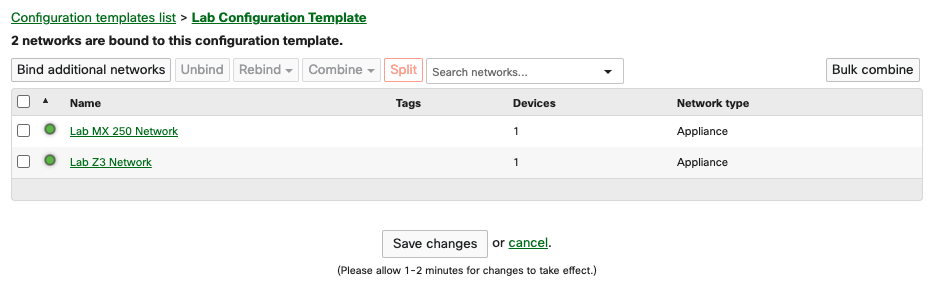 Configuration templates list > Lab Configuration Template
2 networks are bound to this configuration template.
Bind additional networks Unbind Rebind Combine Split Search networks... Bulk combine
Name Tags Devices Network type
Lab MX 250 Network 1 Appliance
Lab Z3 Network 1 Appliance
Save changes or cancel.
(Please allow 1-2 minutes for changes to take effect.)